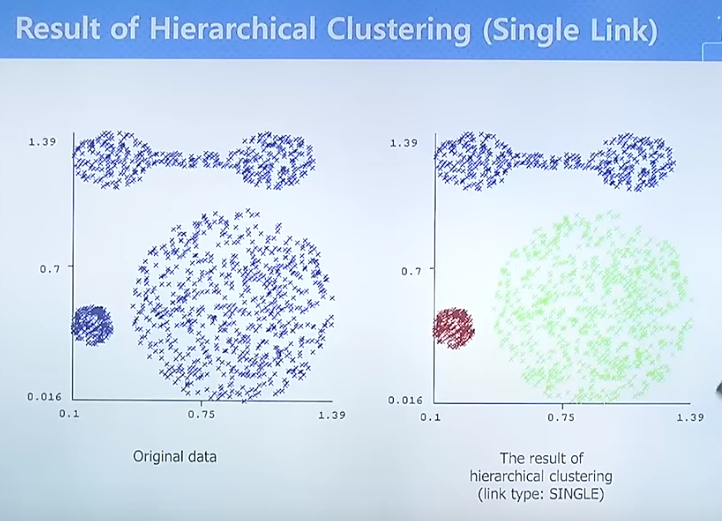 Result of Hierarchical Clustering (Single Link)
1.39
0.7
0.016
0.1 0.75 1.39
Original data
1.39
0.7
0.016
0.1 0.75 1.39
The result of
hierarchical clustering
(link type: SINGLE)